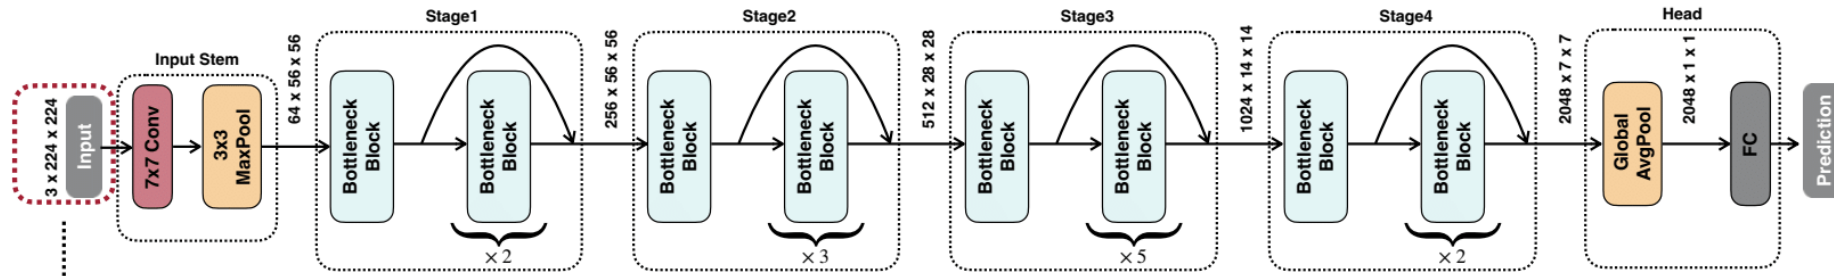 Stage1
Stage2
Stage3
Stage4
Head
Input Stem
3 x 224 x 224
Input
7x7 Conv
3x3
MaxPool
64 x 56 x 56
Bottleneck
Block
Bottleneck
Block
× 2
256 x 56 x 56
Bottleneck
Block
Bottleneck
Block
× 3
512 x 28 x 28
Bottleneck
Block
Bottleneck
Block
× 5
1024 x 14 x 14
Bottleneck
Block
Bottleneck
Block
× 2
2048 x 7 x 7
Global
AvgPool
2048 x 1 x 1
FC
Prediction